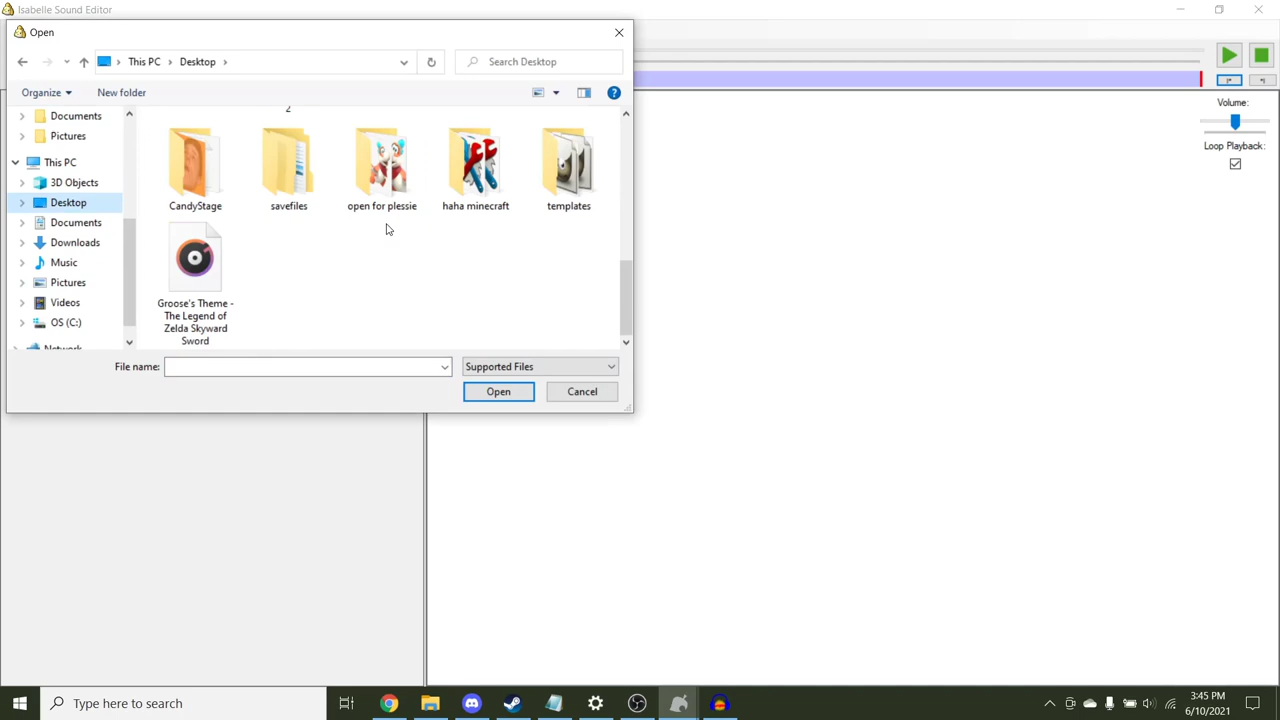 Isabelle Sound Editor
Open
This PC
Desktop
Search Desktop
Organize
New folder
Documents
Pictures
This PC
3D Objects
Desktop
Documents
Downloads
Music
Pictures
Videos
OS (C:)
Network
2
CandyStage
savefiles
open for plessie
haha minecraft
templates
Groose's Theme -
The Legend of
Zelda Skyward
Sword
File name:
Supported Files
Open
Cancel
Volume:
Loop Playback:
Type here to search
3:45 PM
6/10/2021